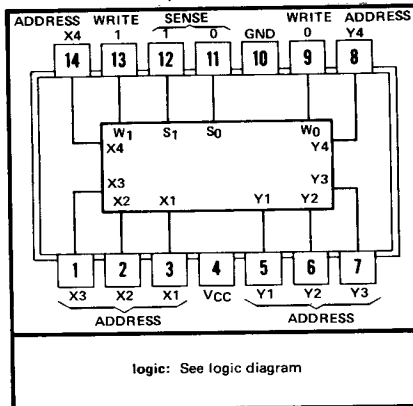 ADDRESS WRITE SENSE WRITE ADDRESS
X4 1 1 0 GND 0 Y4
14 13 12 11 10 9 8
W1 S1 S0 W0
X4 Y4
X3 Y3
X2 X1 Y1 Y2
1 2 3 4 5 6 7
X3 X2 X1 VCC Y1 Y2 Y3
ADDRESS ADDRESS
logic: See logic diagram